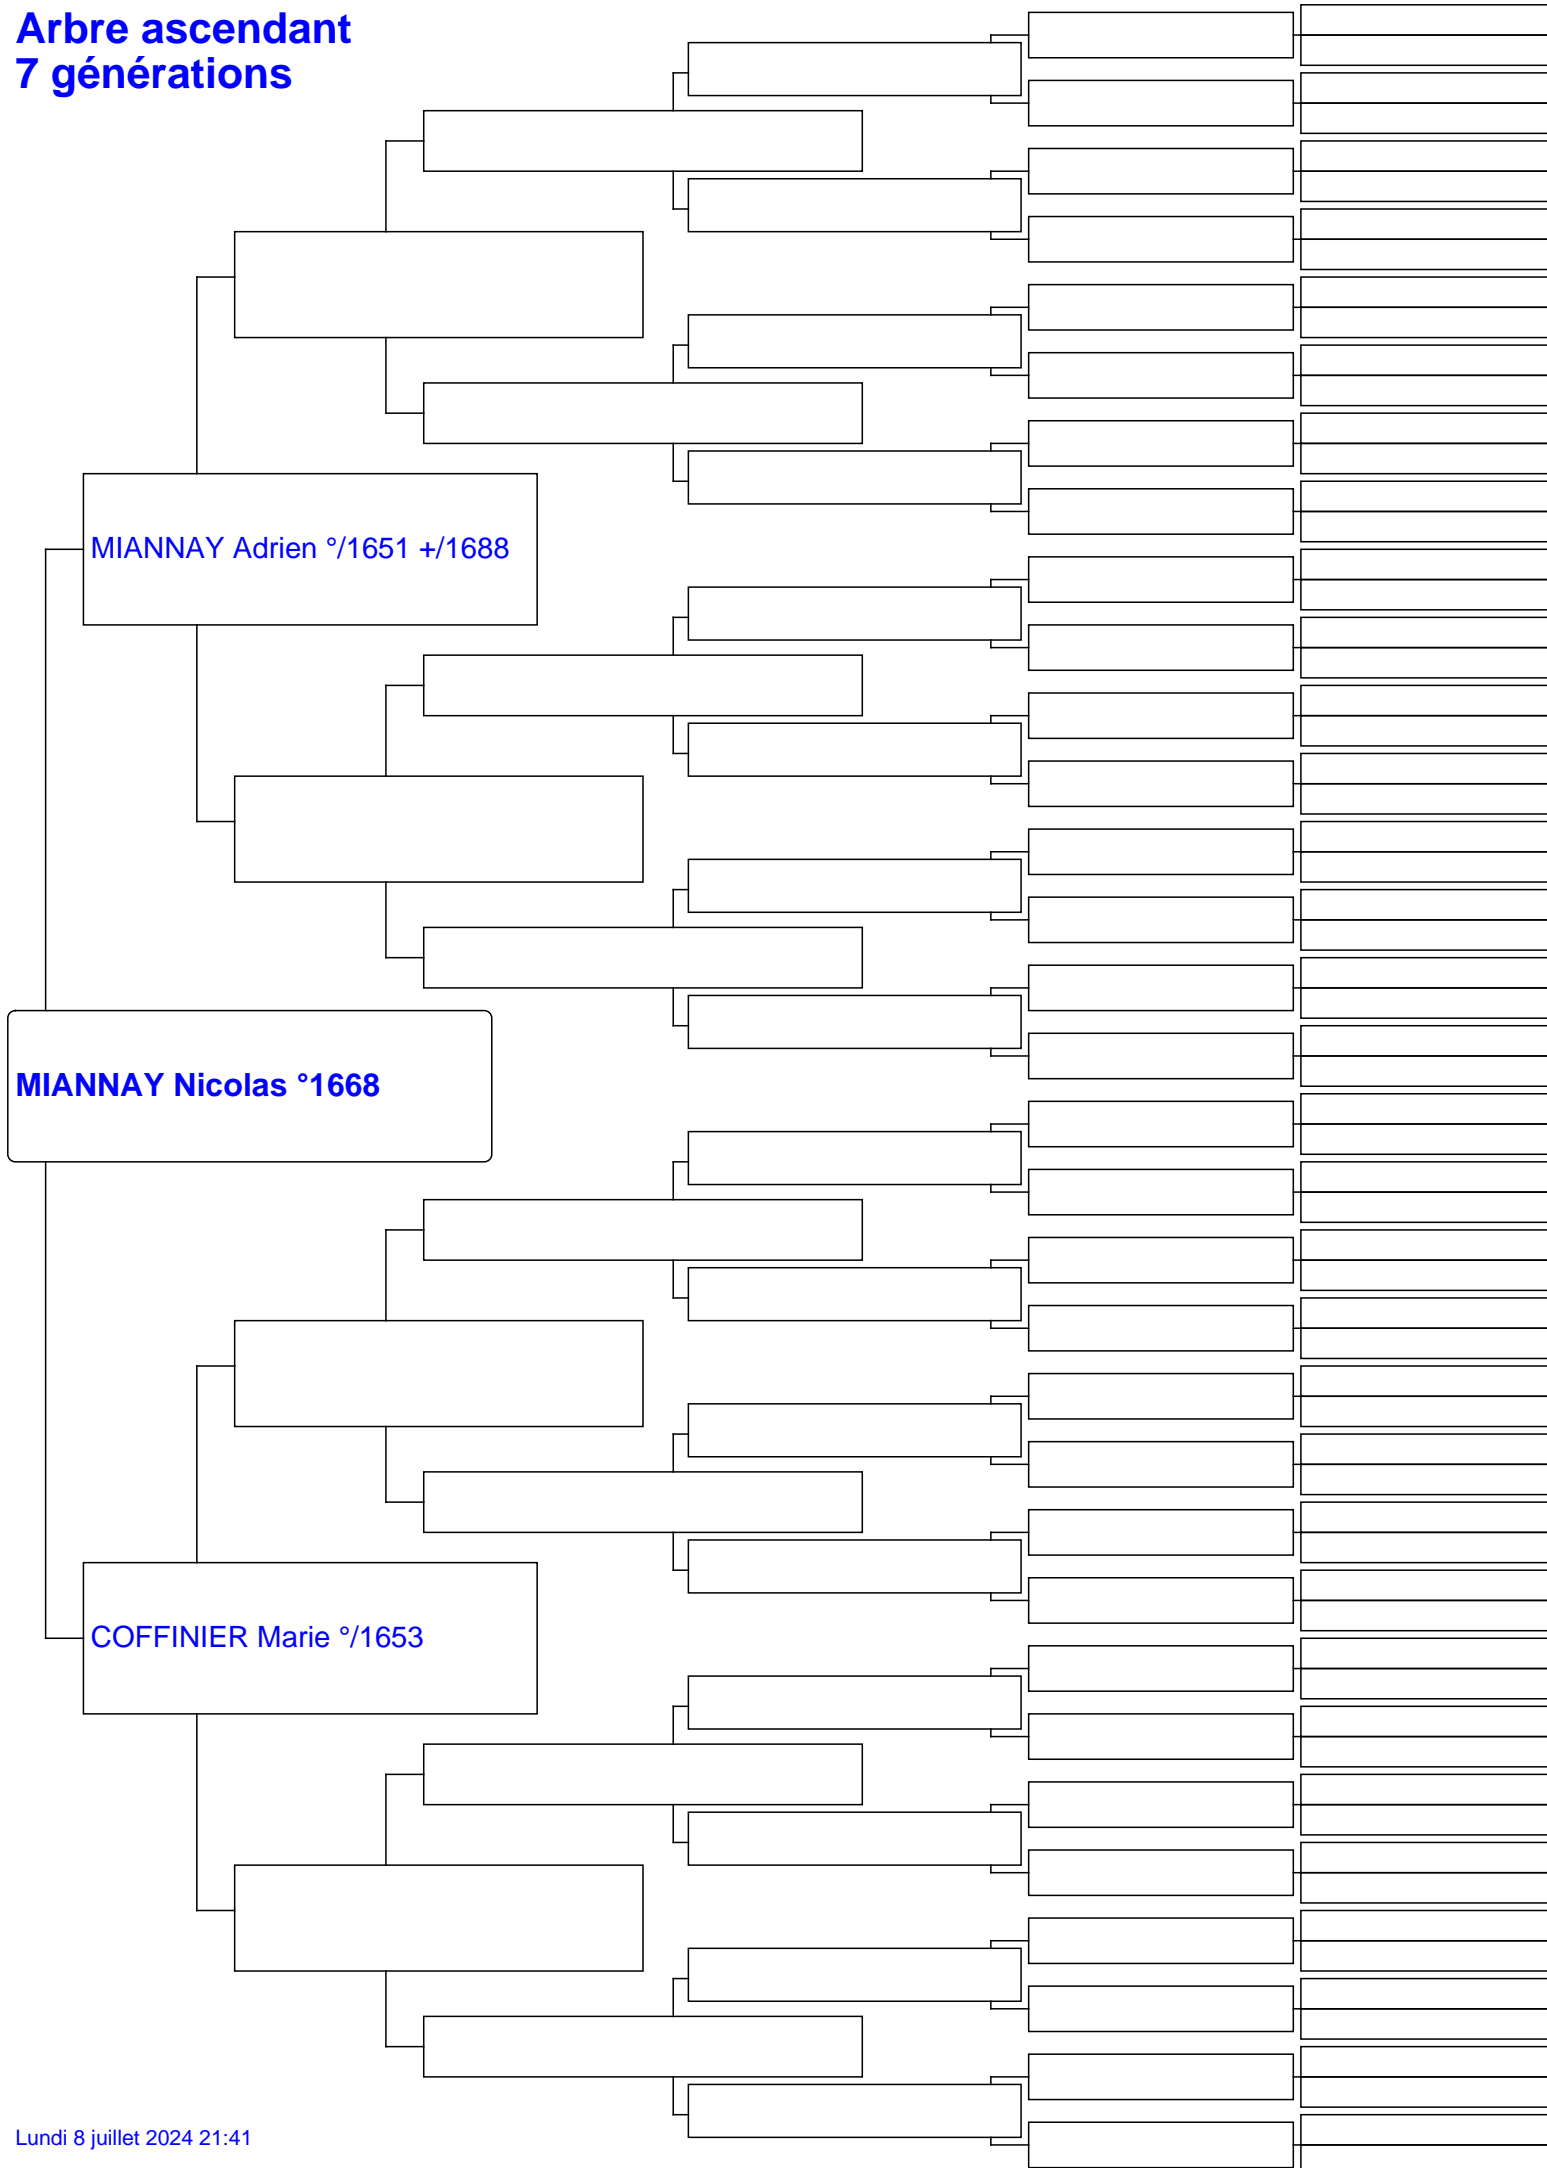 Arbre ascendant
7 générations
MIANNAY Adrien °/1651 +/1688
MIANNAY Nicolas °1668
COFFINIER Marie °/1653
Lundi 8 juillet 2024 21:41